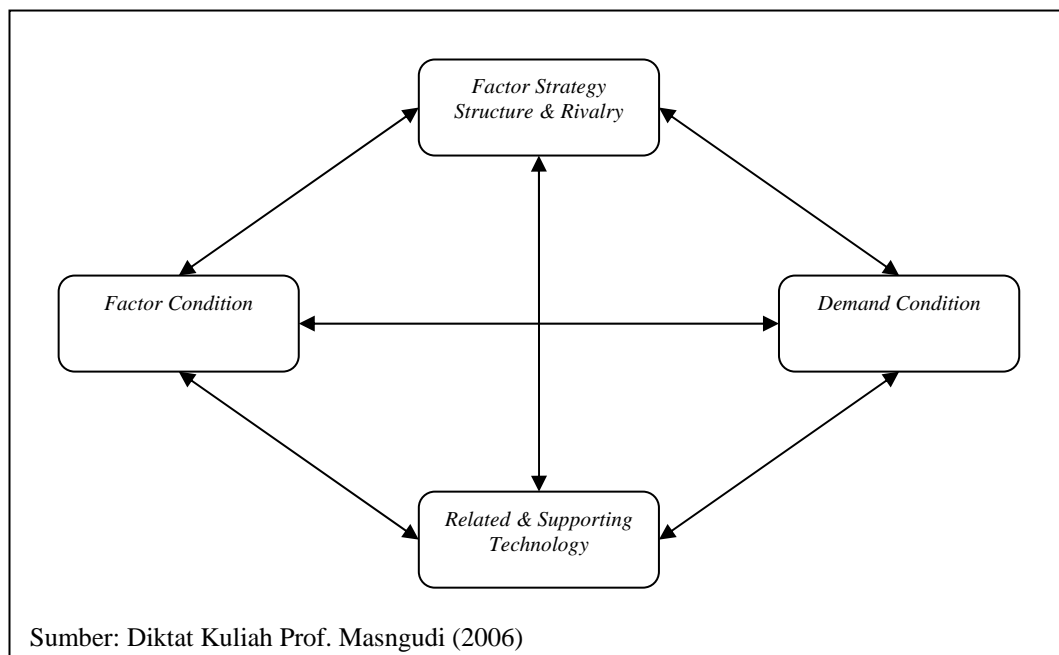 Factor Strategy
Structure & Rivalry
Factor Condition
Demand Condition
Related & Supporting
Technology
Sumber: Diktat Kuliah Prof. Masngudi (2006)